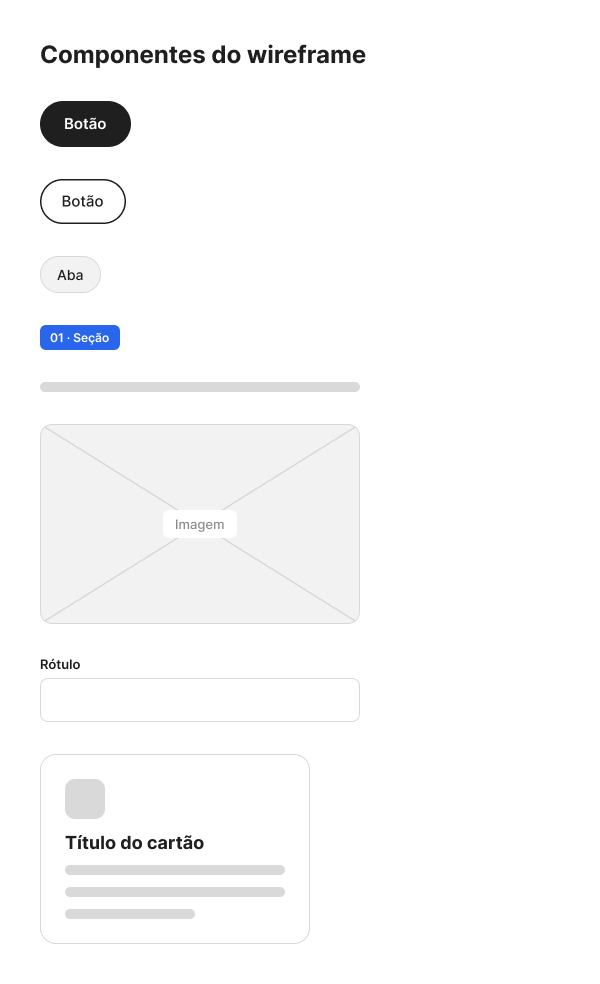 Componentes do wireframe
Botão
Botão
Aba
01 · Seção
Imagem
Rótulo
Título do cartão